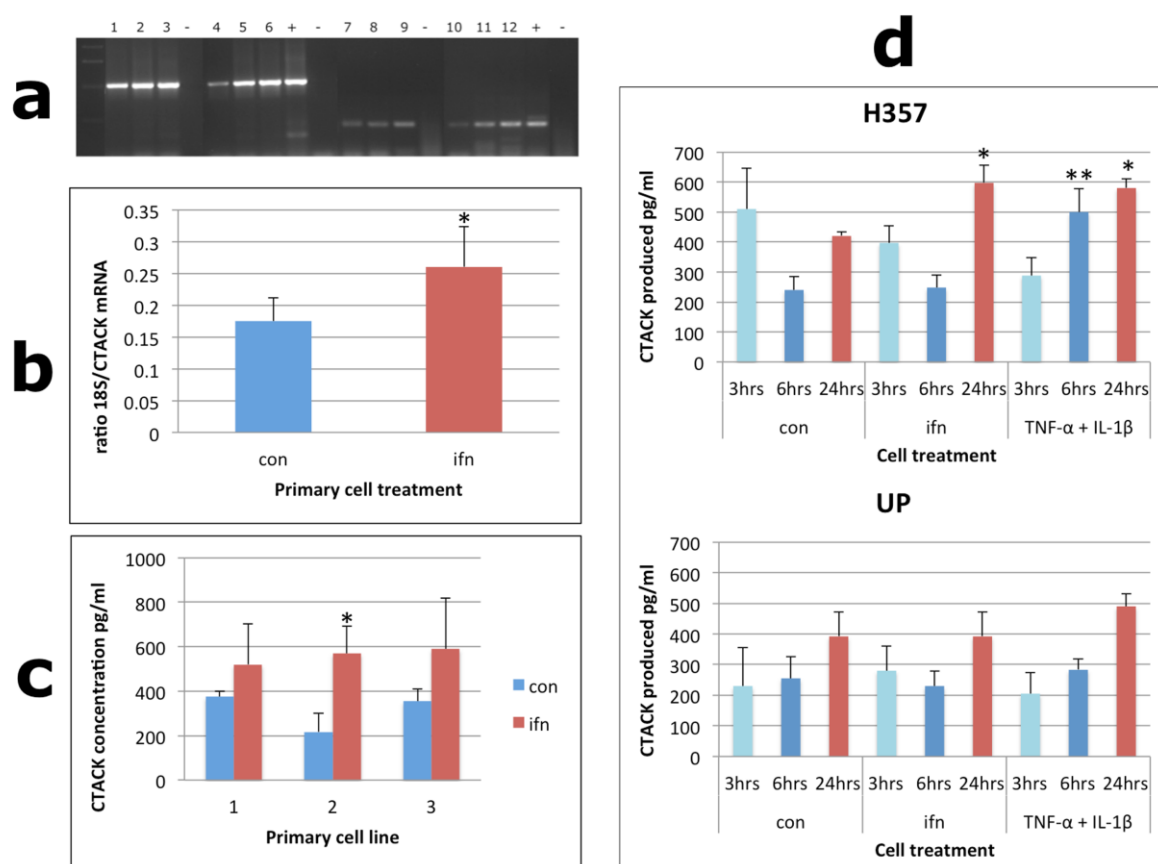 a
1 2 3 - 4 5 6 + - 7 8 9 - 10 11 12 + -
b
ratio 18S/CTACK mRNA
0.35
0.3
0.25
0.2
0.15
0.1
0.05
0
*
con ifn
Primary cell treatment
c
CTACK concentration pg/ml
1000
800
600
400
200
0
*
1 2 3
Primary cell line
con
ifn
d
H357
CTACK produced pg/ml
700
600
500
400
300
200
100
0
* ** *
3hrs 6hrs 24hrs 3hrs 6hrs 24hrs 3hrs 6hrs 24hrs
con ifn TNF-α + IL-1β
Cell treatment
UP
CTACK produced pg/ml
700
600
500
400
300
200
100
0
3hrs 6hrs 24hrs 3hrs 6hrs 24hrs 3hrs 6hrs 24hrs
con ifn TNF-α + IL-1β
Cell treatment